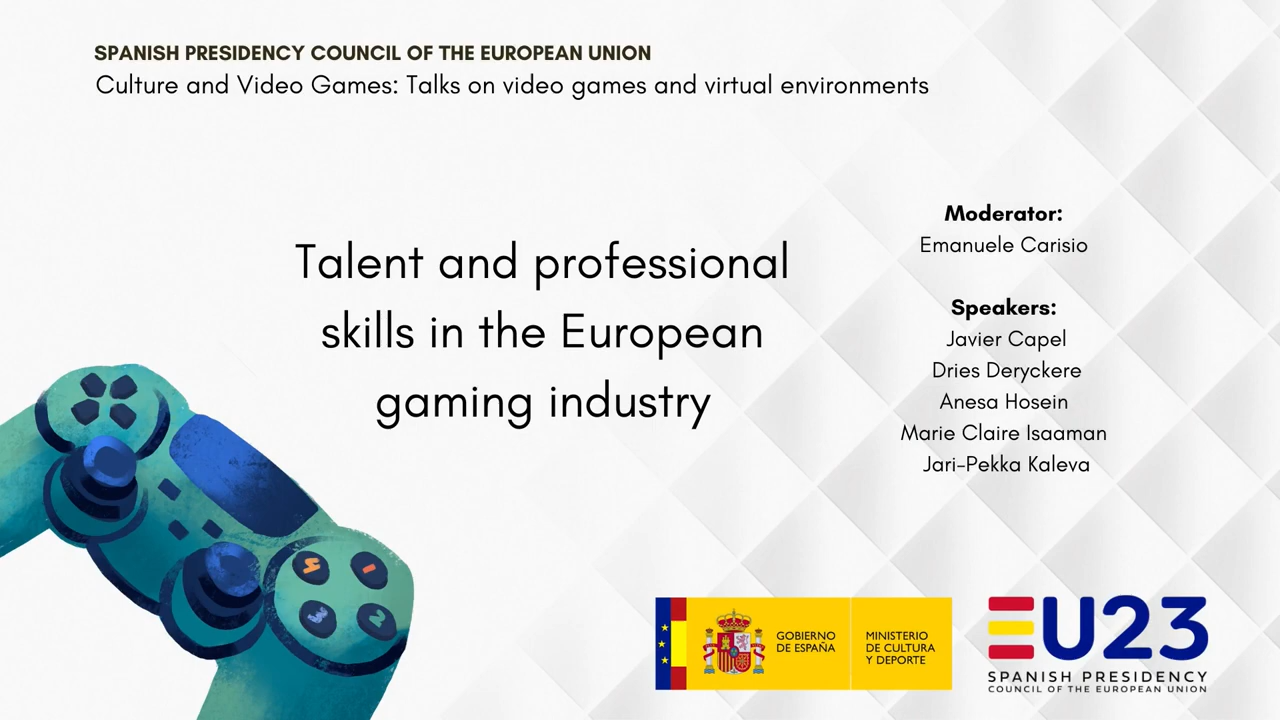 SPANISH PRESIDENCY COUNCIL OF THE EUROPEAN UNION
Culture and Video Games: Talks on video games and virtual environments
Talent and professional
skills in the European
gaming industry
Moderator:
Emanuele Carisio
Speakers:
Javier Capel
Dries Deryckere
Anesa Hosein
Marie Claire Isaaman
Jari-Pekka Kaleva
GOBIERNO
DE ESPAÑA
MINISTERIO
DE CULTURA
Y DEPORTE
EU23
SPANISH PRESIDENCY
COUNCIL OF THE EUROPEAN UNION